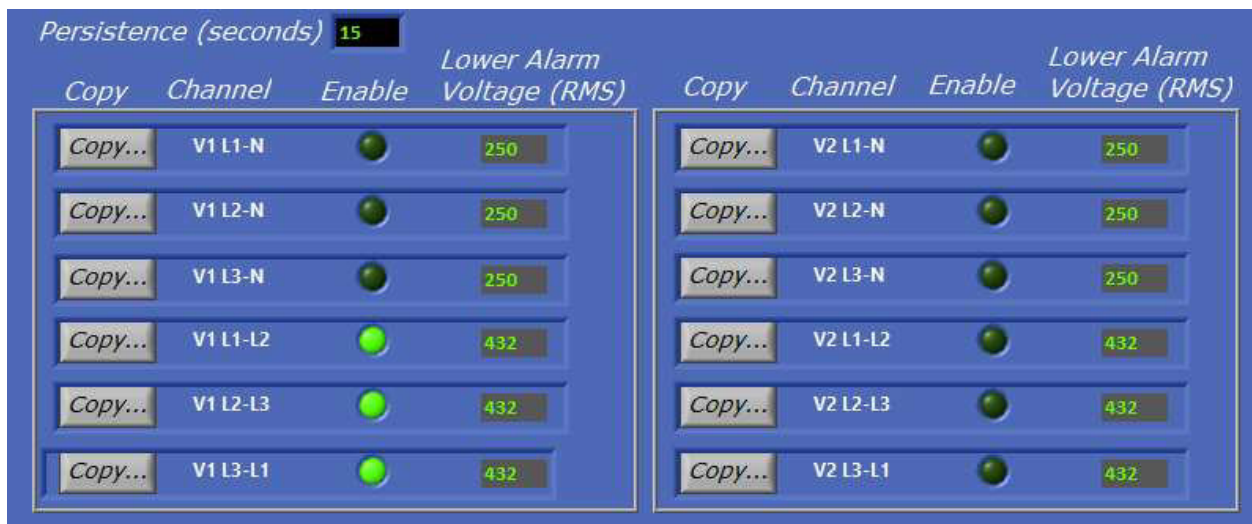 Persistence (seconds) 15
Copy Channel Enable Lower Alarm Voltage (RMS)
Copy... V1 L1-N 250
Copy... V1 L2-N 250
Copy... V1 L3-N 250
Copy... V1 L1-L2 432
Copy... V1 L2-L3 432
Copy... V1 L3-L1 432
Copy Channel Enable Lower Alarm Voltage (RMS)
Copy... V2 L1-N 250
Copy... V2 L2-N 250
Copy... V2 L3-N 250
Copy... V2 L1-L2 432
Copy... V2 L2-L3 432
Copy... V2 L3-L1 432